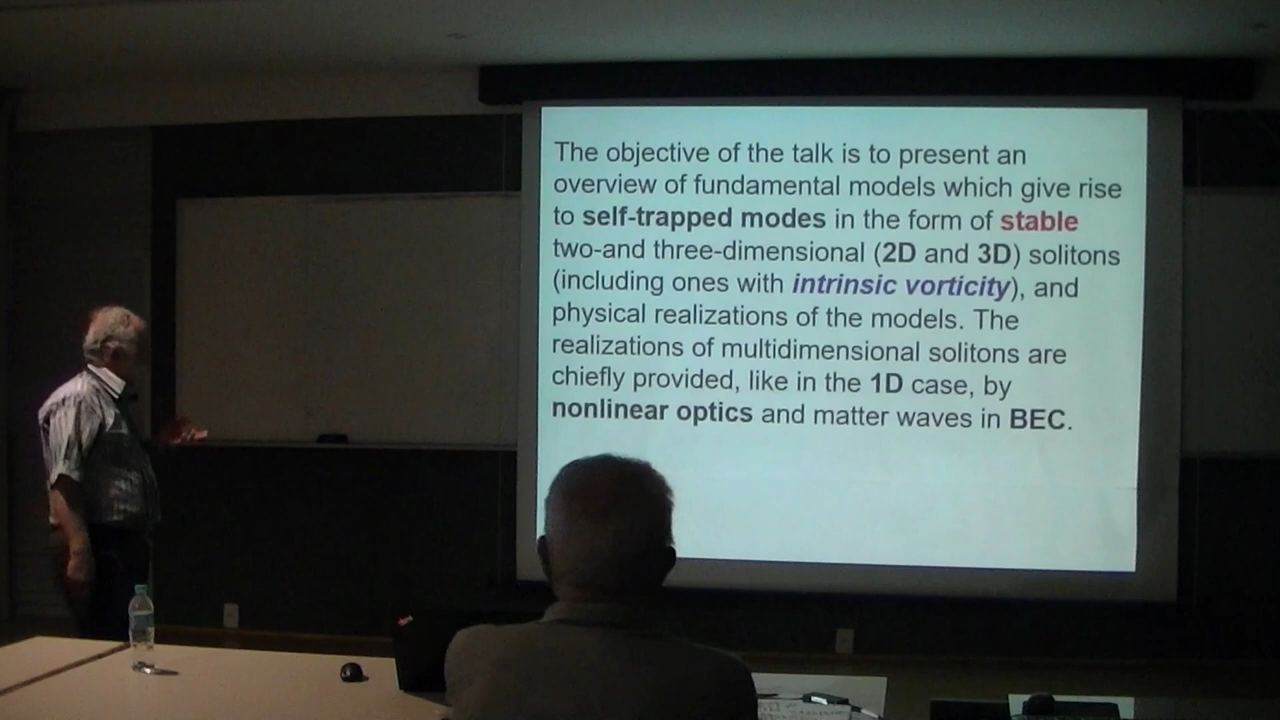 The objective of the talk is to present an
overview of fundamental models which give rise
to self-trapped modes in the form of stable
two-and three-dimensional (2D and 3D) solitons
(including ones with intrinsic vorticity), and
physical realizations of the models. The
realizations of multidimensional solitons are
chiefly provided, like in the 1D case, by
nonlinear optics and matter waves in BEC.